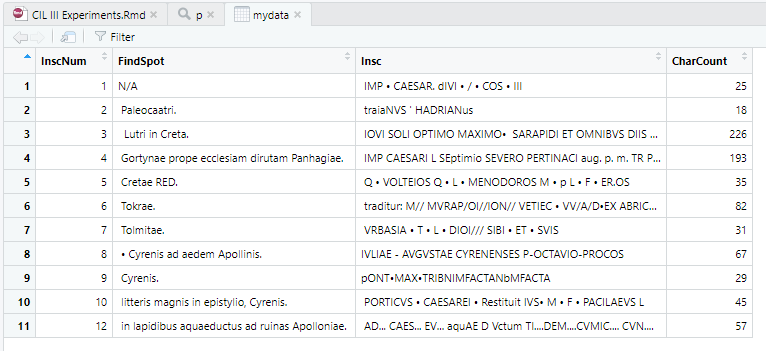 CIL III Experiments.Rmd × p × mydata ×
Filter
InscNum FindSpot Insc CharCount
1 1 N/A IMP • CAESAR. dIVI • / • COS • III 25
2 2 Paleocaatri. traiaNVS ' HADRIANus 18
3 3 Lutri in Creta. IOVI SOLI OPTIMO MAXIMO• SARAPIDI ET OMNIBVS DIIS ... 226
4 4 Gortynae prope ecclesiam dirutam Panhagiae. IMP CAESARI L SEptimio SEVERO PERTINACI aug, p. m. TR P... 193
5 5 Cretae RED. Q • VOLTEIOS Q • L • MENODOROS M • p L • F • ER.OS 35
6 6 Tokrae. traditur: M// MVRAP/OI//ION// VETIEC • VV/A/D•EX ABRIC... 82
7 7 Tolmitae. VRBASIA • T • L • DIOI/// SIBI • ET • SVIS 31
8 8 • Cyrenis ad aedem Apollinis. IVLIAE - AVGVSTAE CYRENENSES P-OCTAVIO-PROCOS 67
9 9 Cyrenis. pONT•MAX•TRIBNIMFACTANbMFACTA 29
10 10 litteris magnis in epistylio, Cyrenis. PORTICVS • CAESAREI • Restituit IVS• M • F • PACILAEVS L 45
11 12 in lapidibus aquaeductus ad ruinas Apolloniae. AD... CAES... EV... aquAE D Vctum TI....DEM....CVMIC.... CVN.... 57